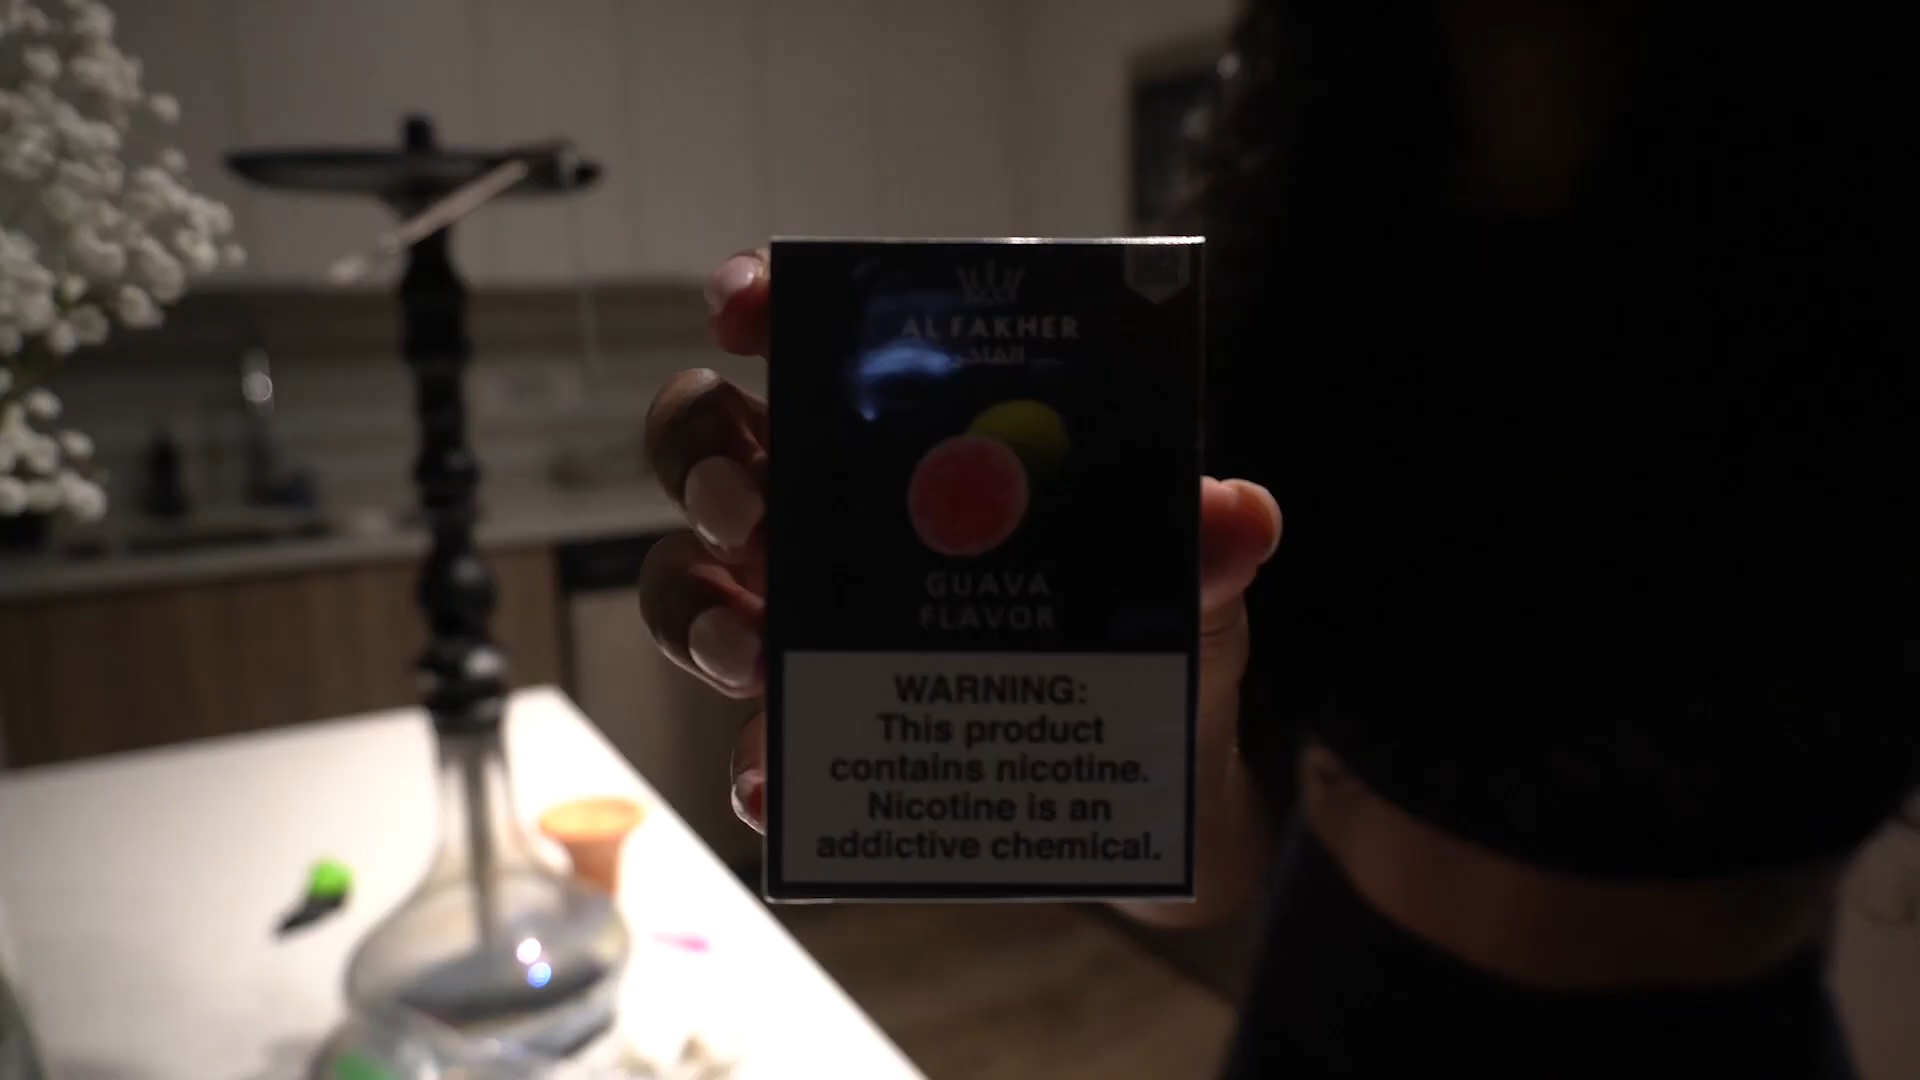 AL FAKHER
GUAVA
FLAVOR
WARNING:
This product
contains nicotine.
Nicotine is an
addictive chemical.